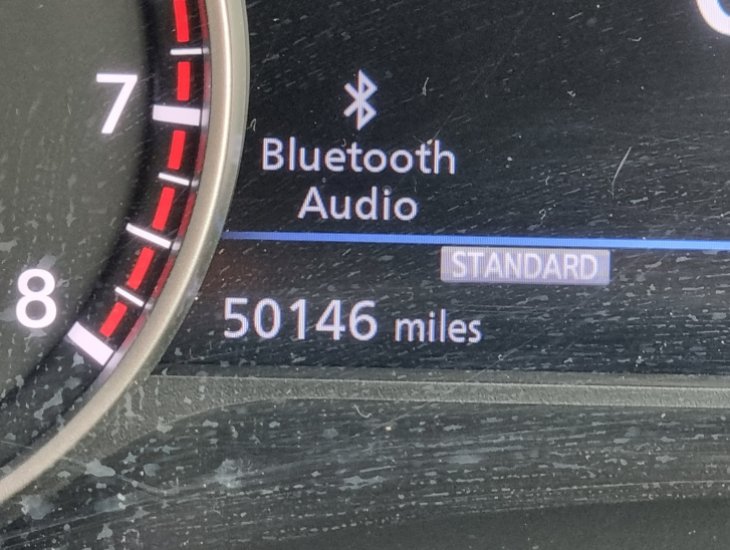 7
Bluetooth
Audio
STANDARD
8
50146 miles